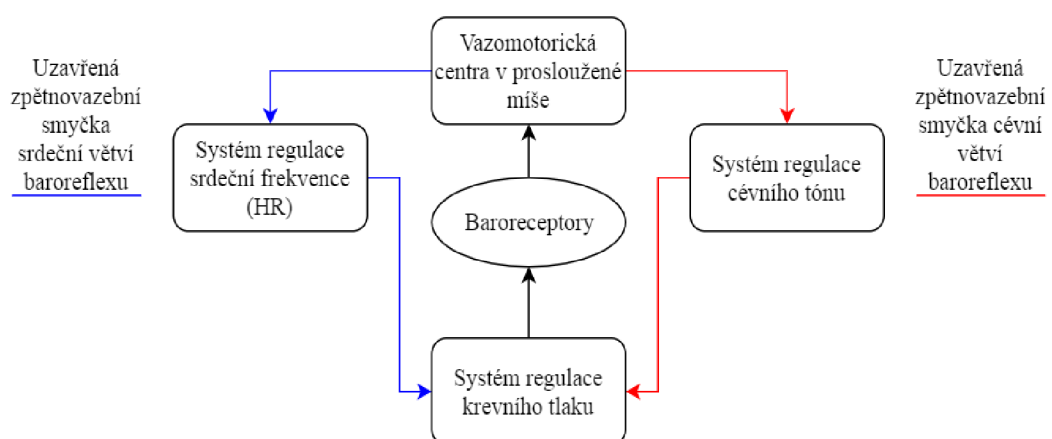 Vazomotorická
centra v prosloužené
míše
Uzavřená
zpětnovazební
smyčka
srdeční větví
baroreflexu
Uzavřená
zpětnovazební
smyčka cévní
větví
baroreflexu
Systém regulace
srdeční frekvence
(HR)
Systém regulace
cévního tónu
Baroreceptory
Systém regulace
krevního tlaku